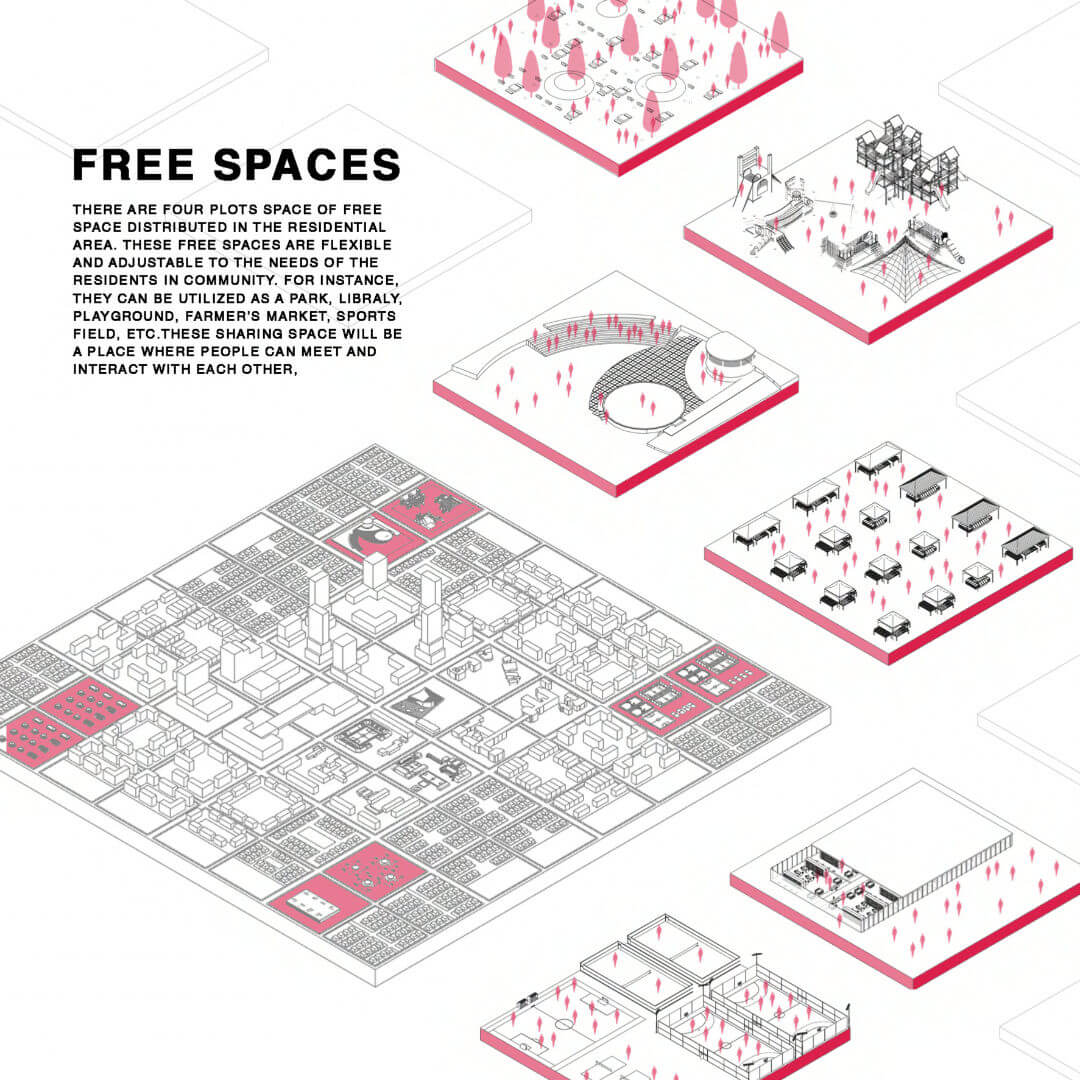 FREE SPACES
THERE ARE FOUR PLOTS SPACE OF FREE
SPACE DISTRIBUTED IN THE RESIDENTIAL
AREA. THESE FREE SPACES ARE FLEXIBLE
AND ADJUSTABLE TO THE NEEDS OF THE
RESIDENTS IN COMMUNITY. FOR INSTANCE,
THEY CAN BE UTILIZED AS A PARK, LIBRALY,
PLAYGROUND, FARMER'S MARKET, SPORTS
FIELD, ETC.THESE SHARING SPACE WILL BE
A PLACE WHERE PEOPLE CAN MEET AND
INTERACT WITH EACH OTHER,